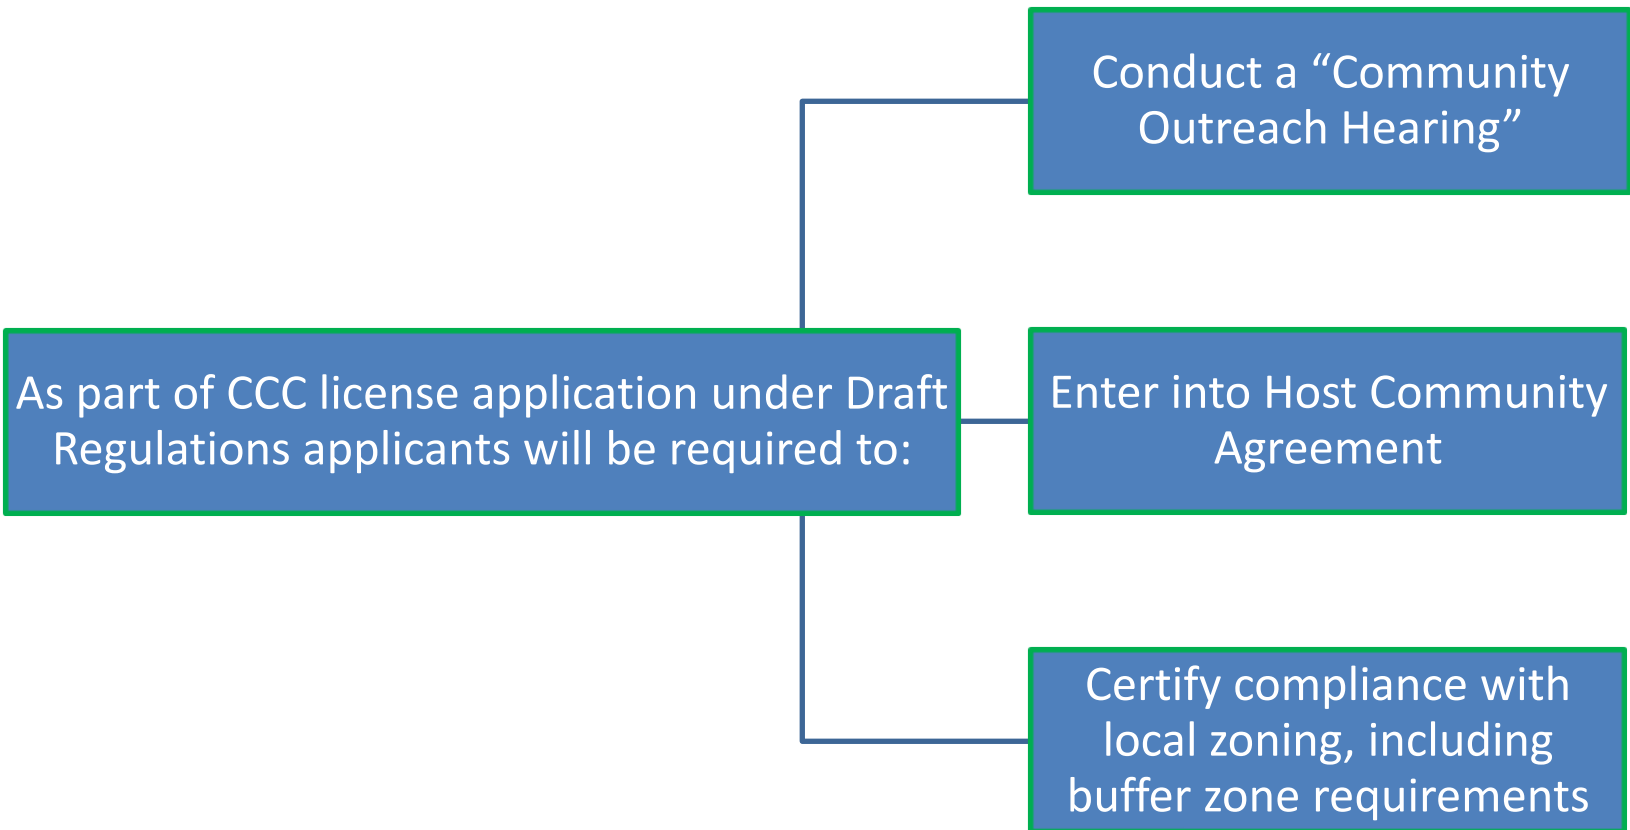 Conduct a “Community
Outreach Hearing”
As part of CCC license application under Draft
Regulations applicants will be required to:
Enter into Host Community
Agreement
Certify compliance with
local zoning, including
buffer zone requirements